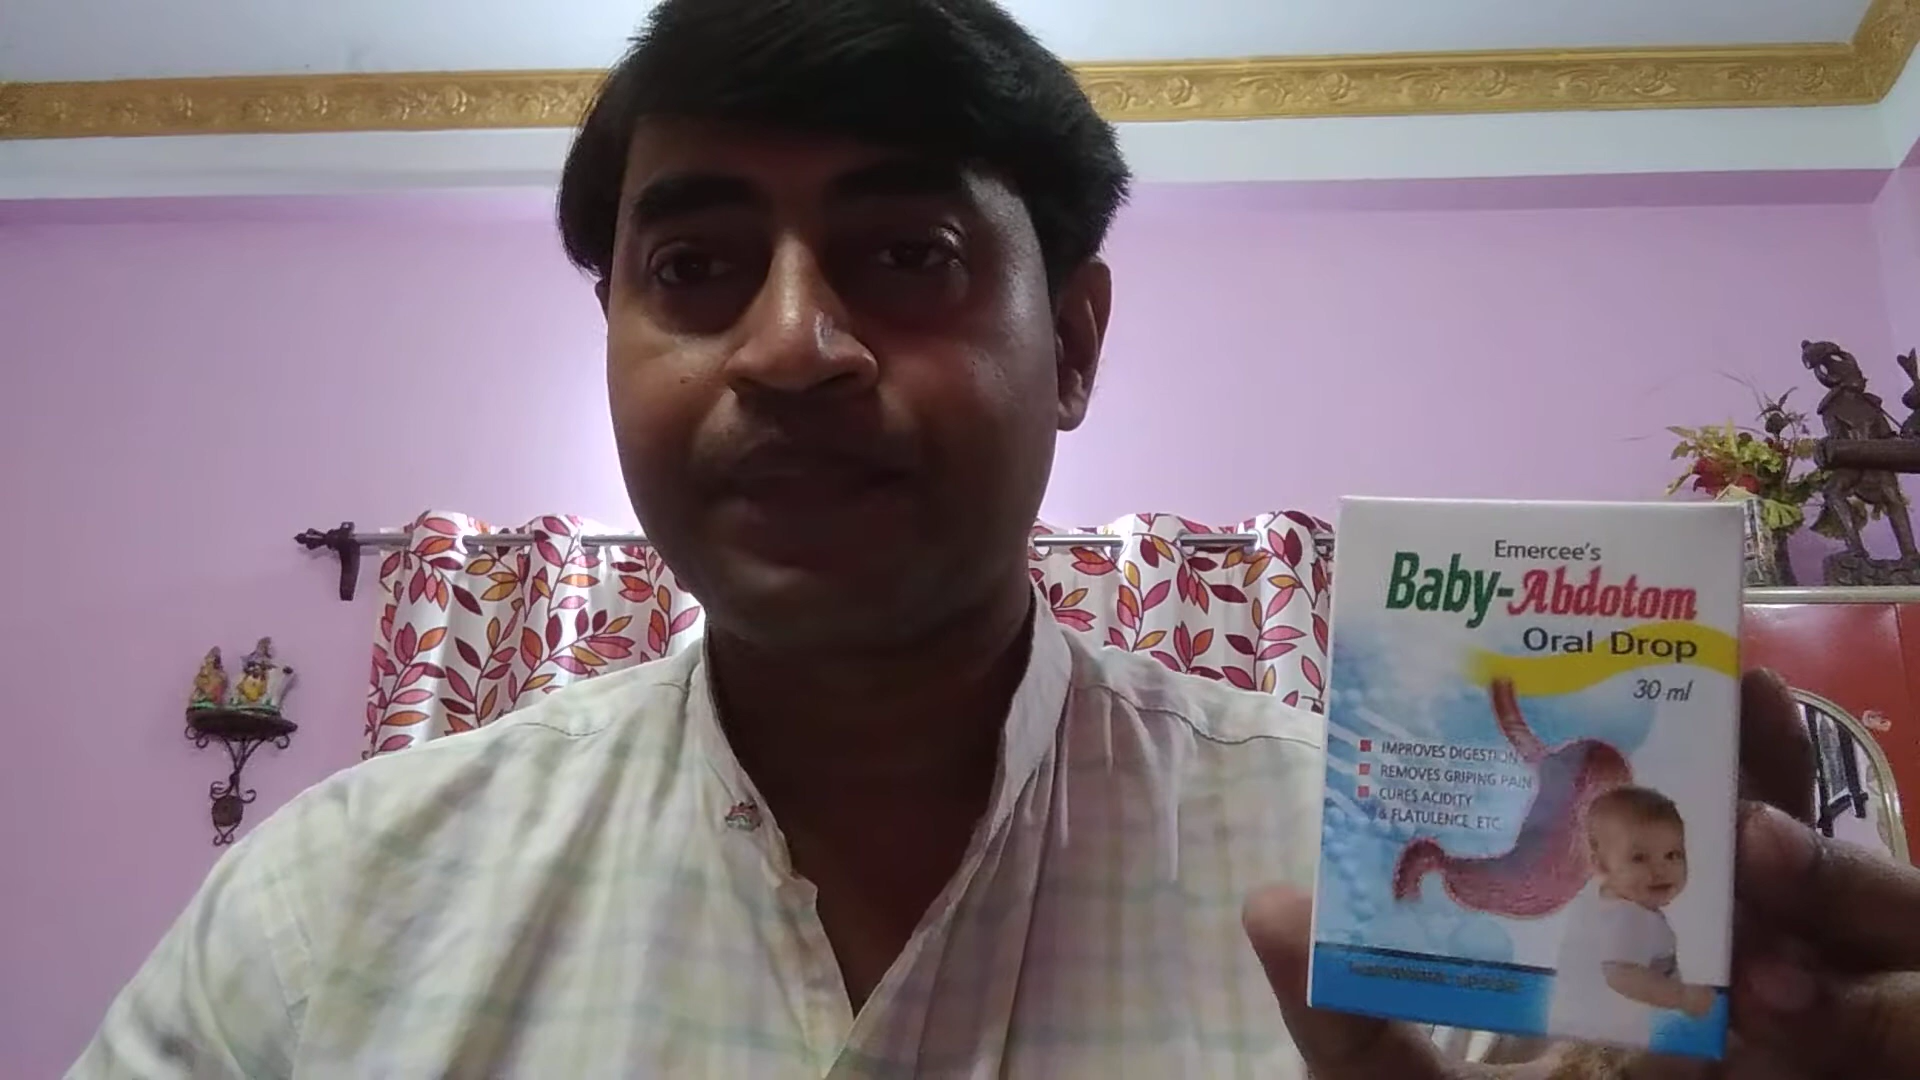 Emercee's
Baby-Abdotom
Oral Drop
30 ml
IMPROVES DIGESTION
REMOVES GRIPING PAIN
CURES ACIDITY
& FLATULENCE ETC.